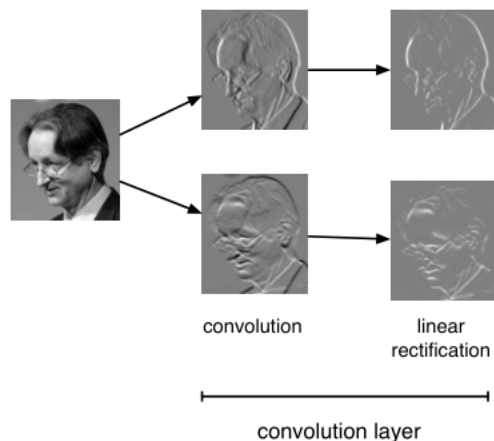 convolution
linear
rectification
convolution layer